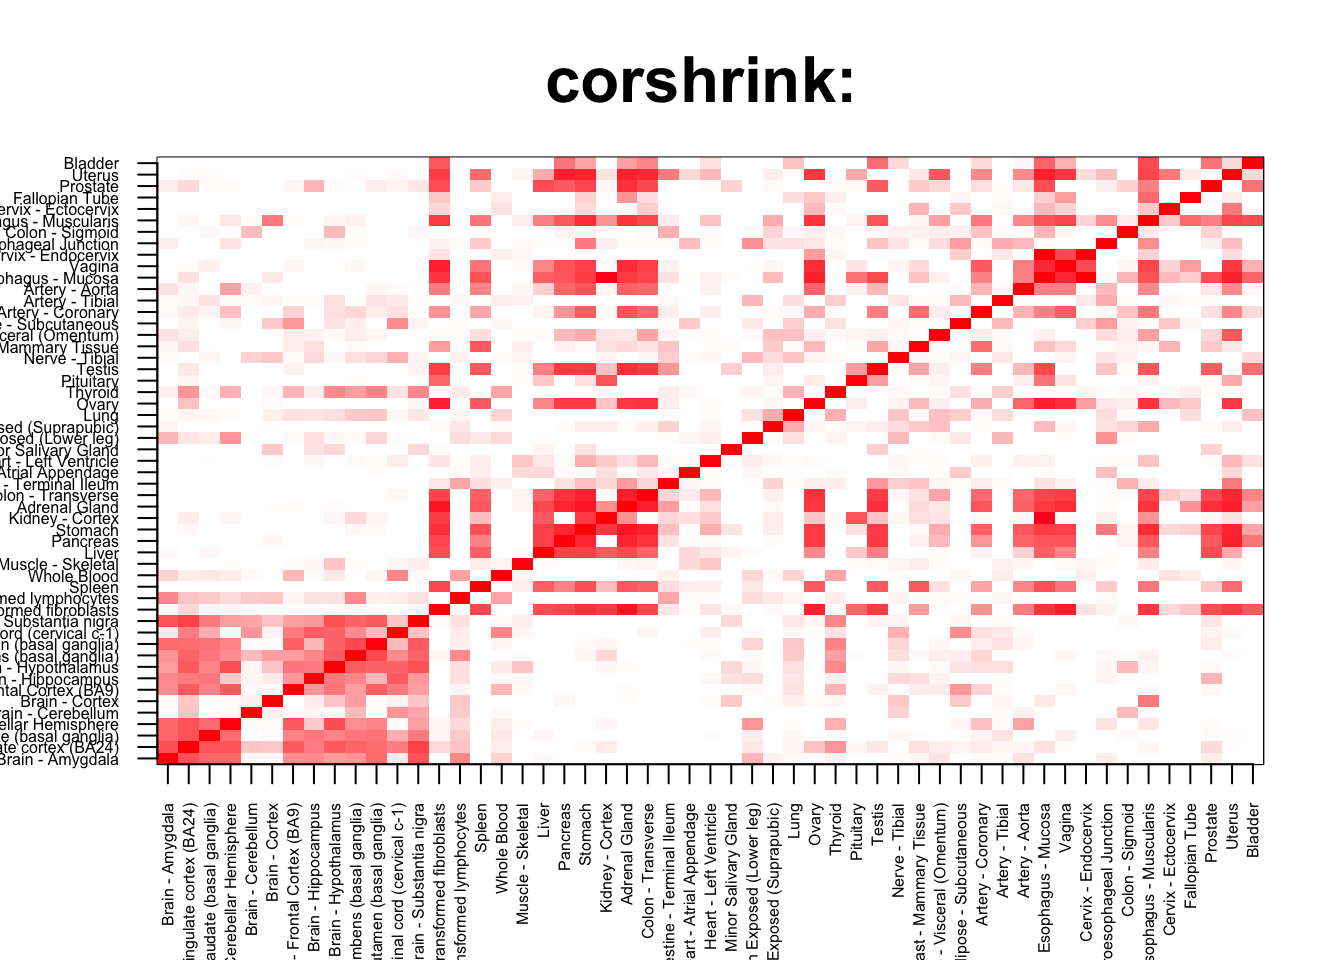 corshrink:
Bladder
Uterus
Prostate
Fallopian Tube
ervix - Ectocervix
gus - Muscularis
Colon - Sigmoid
phageal Junction
rvix - Endocervix
Vagina
phagus - Mucosa
Artery - Aorta
Artery - Tibial
Artery - Coronary
e - Subcutaneous
ceral (Omentum)
Mammary Tissue
Nerve - Tibial
Testis
Pituitary
Thyroid
Ovary
Lung
sed (Suprapubic)
osed (Lower leg)
or Salivary Gland
rt - Left Ventricle
Atrial Appendage
- Terminal Ileum
olon - Transverse
Adrenal Gland
Kidney - Cortex
Stomach
Pancreas
Liver
Muscle - Skeletal
Whole Blood
Spleen
med lymphocytes
ormed fibroblasts
Substantia nigra
ord (cervical c-1)
n (basal ganglia)
s (basal ganglia)
n - Hypothalamus
n - Hippocampus
ntal Cortex (BA9)
Brain - Cortex
rain - Cerebellum
ellar Hemisphere
e (basal ganglia)
ate cortex (BA24)
Brain - Amygdala
Brain - Amygdala
ingulate cortex (BA24)
audate (basal ganglia)
Cerebellar Hemisphere
Brain - Cerebellum
Brain - Cortex
- Frontal Cortex (BA9)
Brain - Hippocampus
Brain - Hypothalamus
mbens (basal ganglia)
utamen (basal ganglia)
inal cord (cervical c-1)
rain - Substantia nigra
ransformed fibroblasts
nsformed lymphocytes
Spleen
Whole Blood
Muscle - Skeletal
Liver
Pancreas
Stomach
Kidney - Cortex
Adrenal Gland
Colon - Transverse
estine - Terminal Ileum
art - Atrial Appendage
Heart - Left Ventricle
Minor Salivary Gland
n Exposed (Lower leg)
Exposed (Suprapubic)
Lung
Ovary
Thyroid
Pituitary
Testis
Nerve - Tibial
ast - Mammary Tissue
- Visceral (Omentum)
dipose - Subcutaneous
Artery - Coronary
Artery - Tibial
Artery - Aorta
Esophagus - Mucosa
Vagina
Cervix - Endocervix
roesophageal Junction
Colon - Sigmoid
sophagus - Muscularis
Cervix - Ectocervix
Fallopian Tube
Prostate
Uterus
Bladder